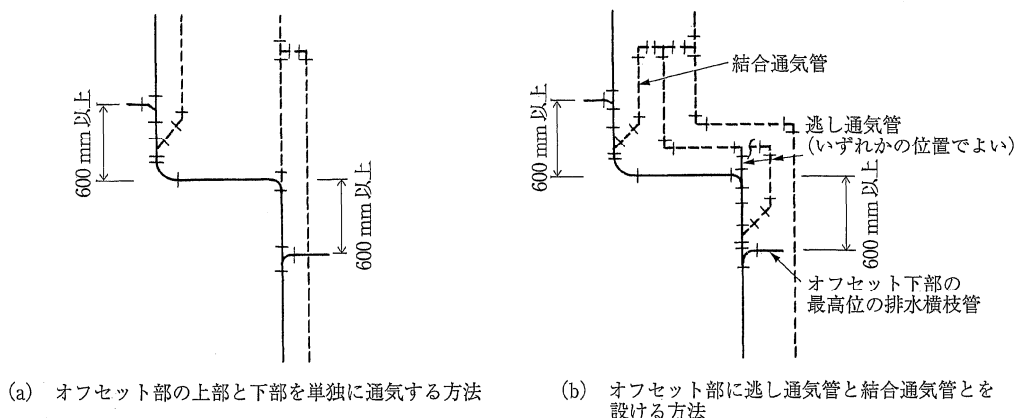 600 mm 以上
600 mm 以上
(a) オフセット部の上部と下部を単独に通気する方法
結合通気管
逃し通気管
(いずれかの位置でよい)
600 mm 以上
600 mm 以上
オフセット下部の
最高位の排水横枝管
(b) オフセット部に逃し通気管と結合通気管とを
設ける方法